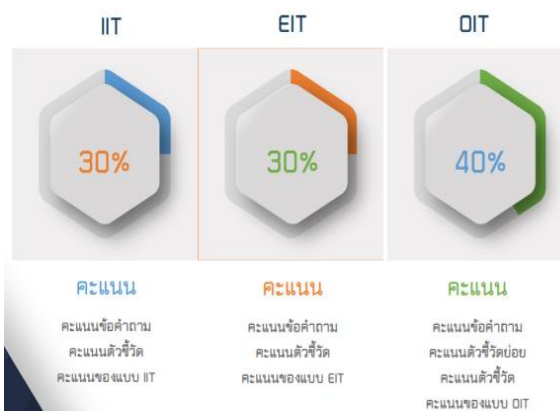 IIT
EIT
OIT
30%
30%
40%
คะแนน
คะแนนข้อคำถาม
คะแนนตัวชี้วัด
คะแนนของแบบ IIT
คะแนน
คะแนนข้อคำถาม
คะแนนตัวชี้วัด
คะแนนของแบบ EIT
คะแนน
คะแนนข้อคำถาม
คะแนนตัวชี้วัดย่อย
คะแนนตัวชี้วัด
คะแนนของแบบ OIT